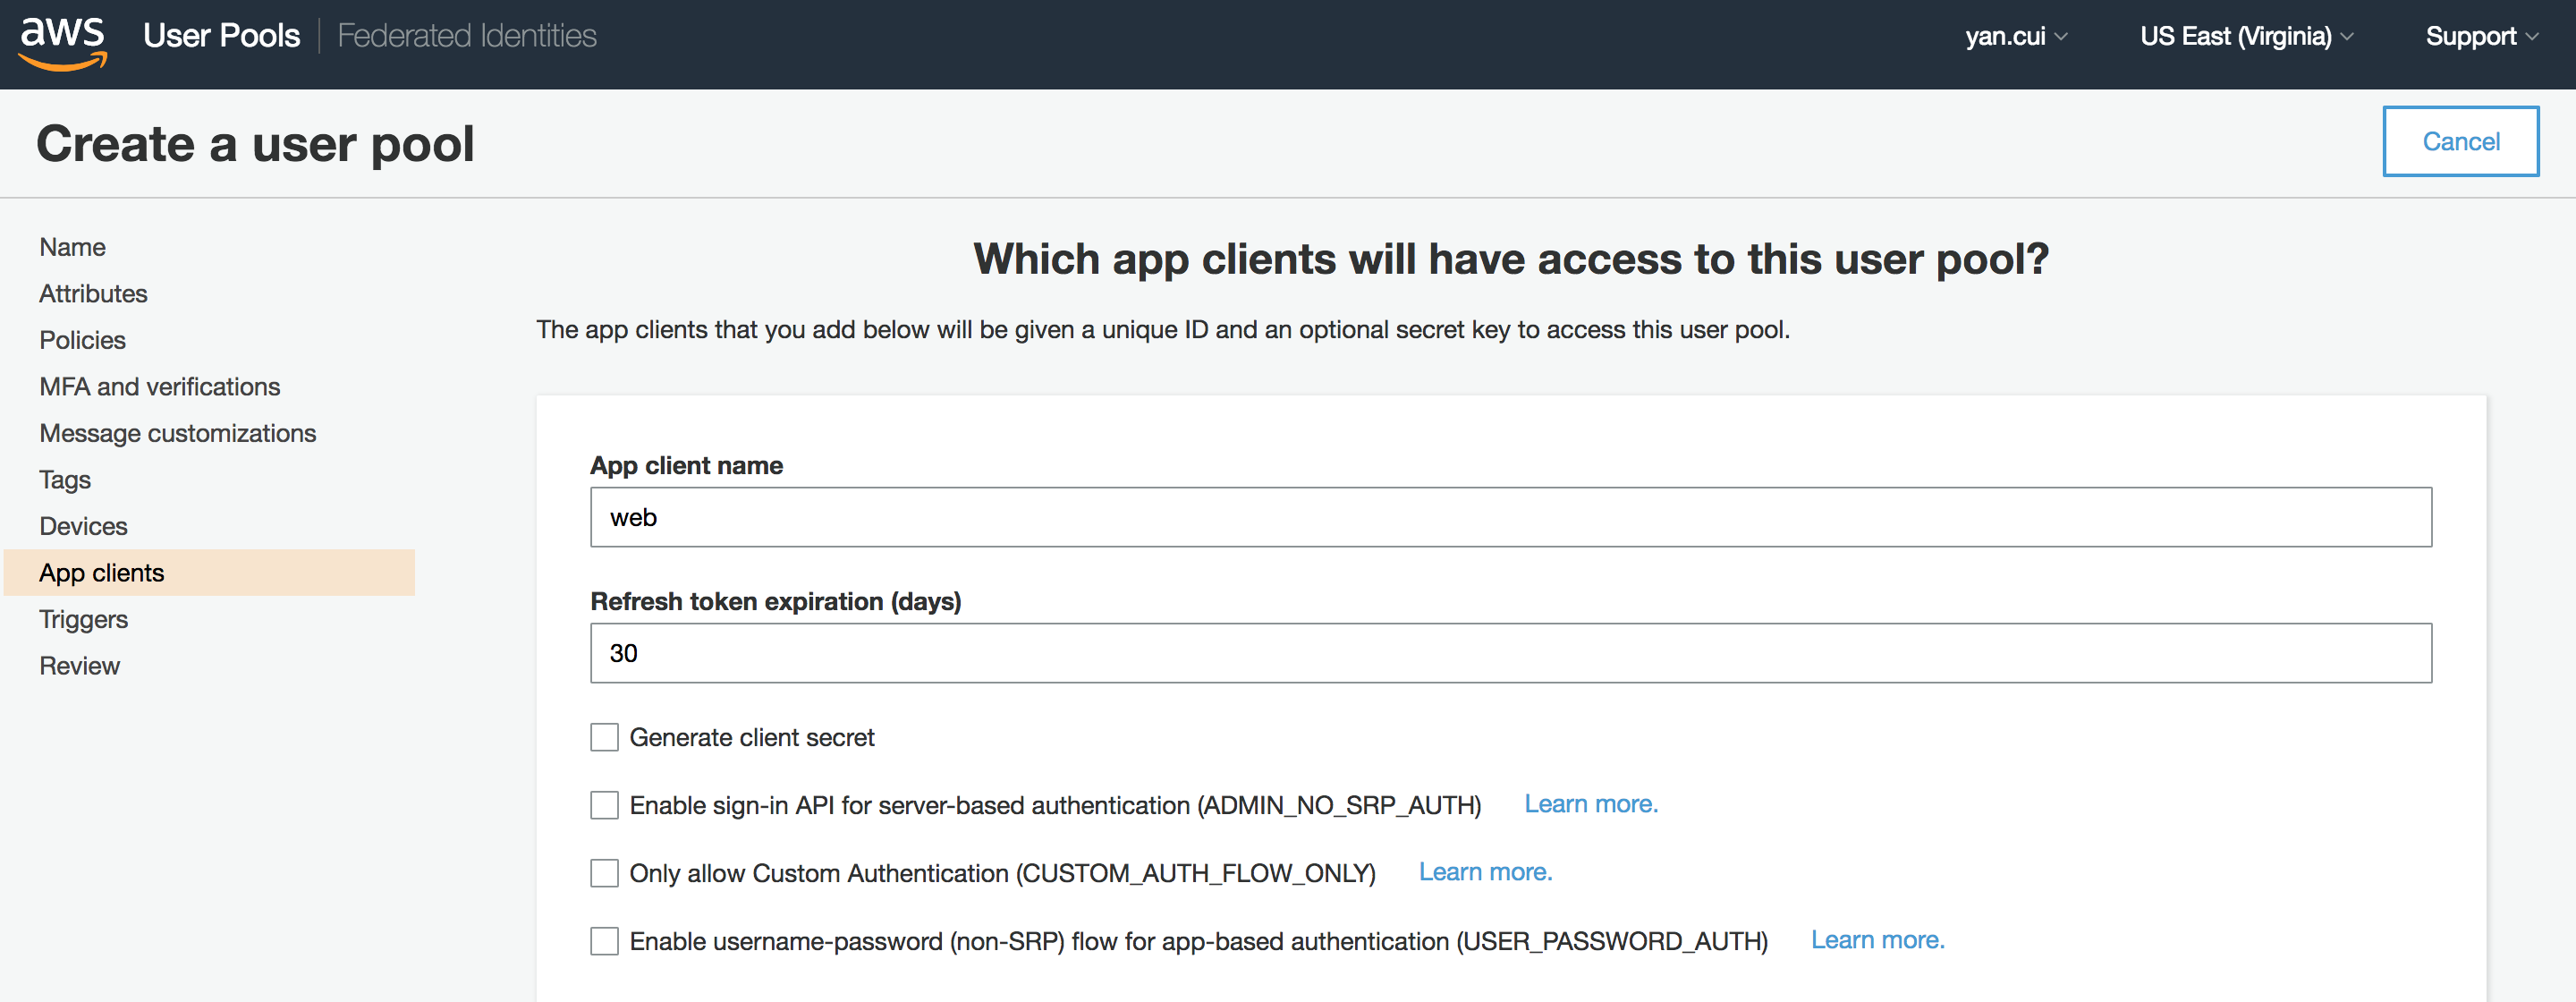 aws User Pools Federated Identities yan.cui US East (Virginia) Support
Create a user pool Cancel
Name
Attributes
Policies
MFA and verifications
Message customizations
Tags
Devices
App clients
Triggers
Review
Which app clients will have access to this user pool?
The app clients that you add below will be given a unique ID and an optional secret key to access this user pool.
App client name
web
Refresh token expiration (days)
30
Generate client secret
Enable sign-in API for server-based authentication (ADMIN_NO_SRP_AUTH) Learn more.
Only allow Custom Authentication (CUSTOM_AUTH_FLOW_ONLY) Learn more.
Enable username-password (non-SRP) flow for app-based authentication (USER_PASSWORD_AUTH) Learn more.